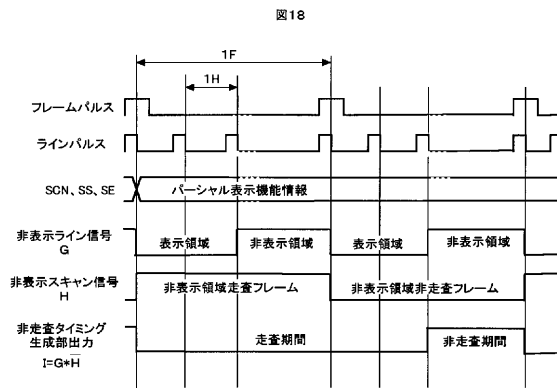 図18
1F
1H
フレームパルス
ラインパルス
SCN、SS、SE
パーシャル表示機能情報
非表示ライン信号
G
表示領域
非表示領域
表示領域
非表示領域
非表示スキャン信号
H
非表示領域走査フレーム
非表示領域非走査フレーム
非走査タイミング
生成部出力
I=G*H̅
走査期間
非走査期間